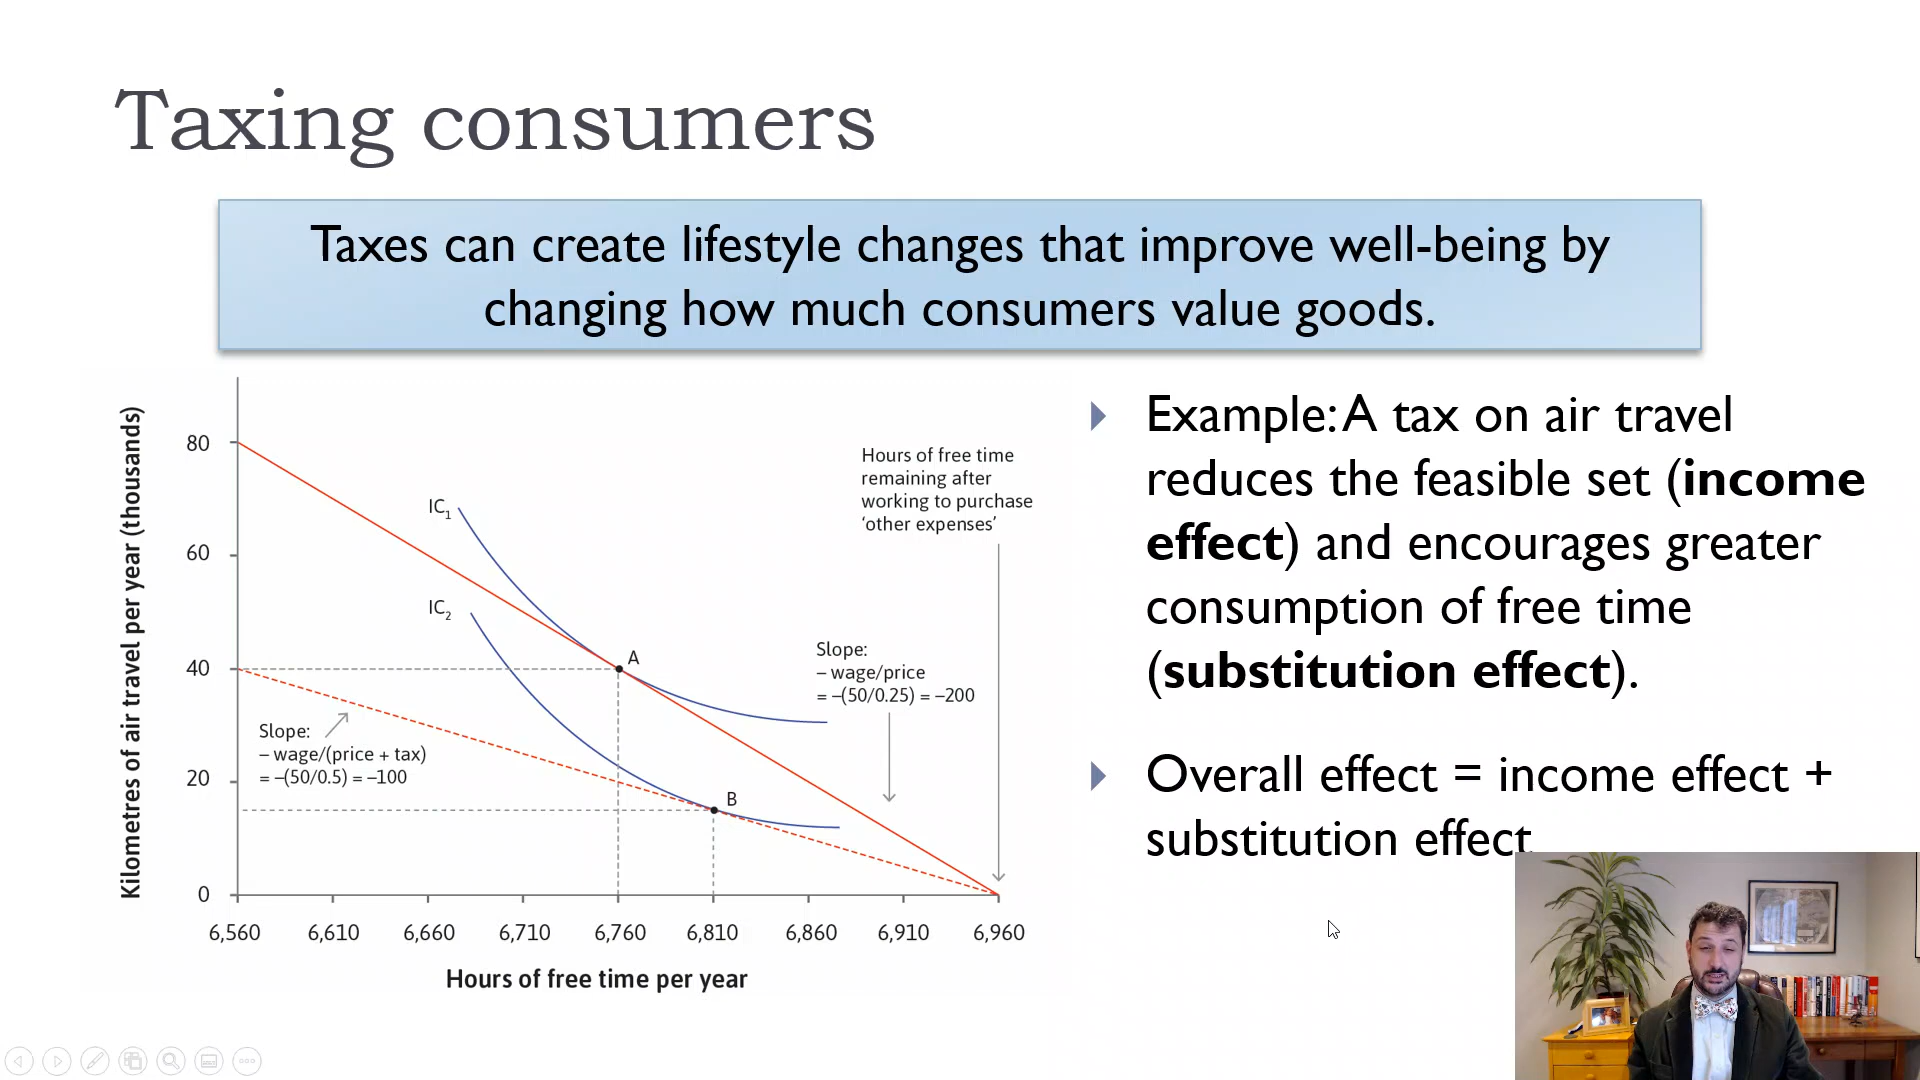 Taxing consumers
Taxes can create lifestyle changes that improve well-being by
changing how much consumers value goods.
Kilometres of air travel per year (thousands)
80
60
40
20
0
IC1
IC2
A
B
Hours of free time
remaining after
working to purchase
‘other expenses’
Slope:
– wage/price
= –(50/0.25) = –200
Slope:
– wage/(price + tax)
= –(50/0.5) = –100
6,560 6,610 6,660 6,710 6,760 6,810 6,860 6,910 6,960
Hours of free time per year
Example: A tax on air travel
reduces the feasible set (income
effect) and encourages greater
consumption of free time
(substitution effect).
Overall effect = income effect +
substitution effect